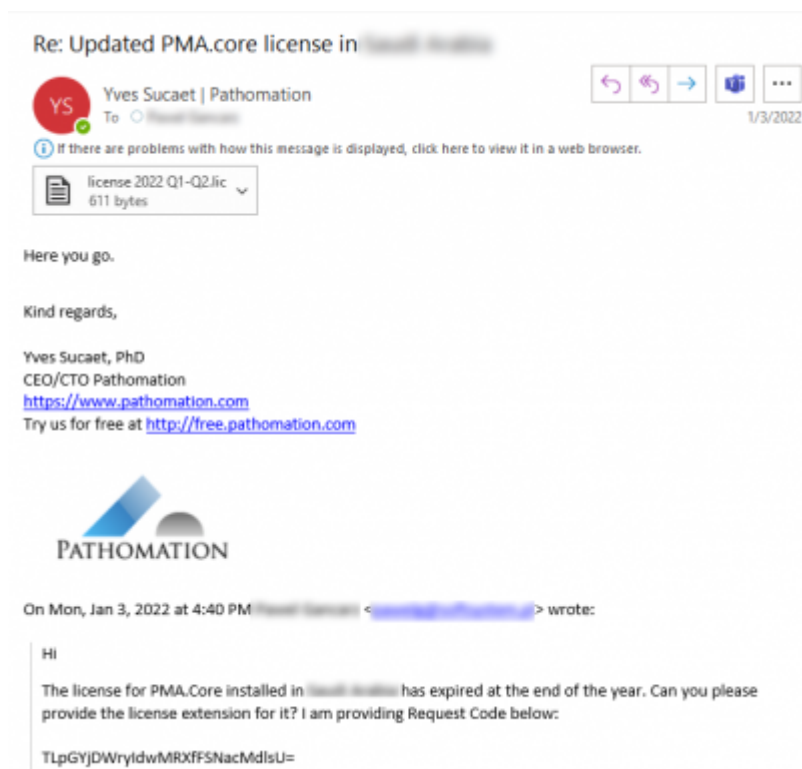 Re: Updated PMA.core license in
YS
Yves Sucaet | Pathomation
To
1/3/2022
If there are problems with how this message is displayed, click here to view it in a web browser.
license 2022 Q1-Q2.lic
611 bytes
Here you go.
Kind regards,
Yves Sucaet, PhD
CEO/CTO Pathomation
https://www.pathomation.com
Try us for free at http://free.pathomation.com
PATHOMATION
On Mon, Jan 3, 2022 at 4:40 PM < > wrote:
Hi
The license for PMA.Core installed in has expired at the end of the year. Can you please
provide the license extension for it? I am providing Request Code below:
TLpGYjDWryIdwMRXfFSNacMdlsU=